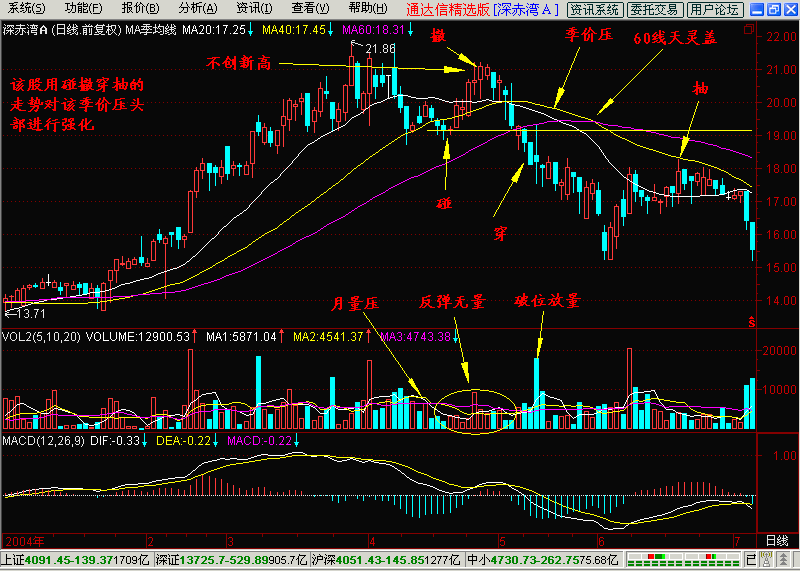 系统(S) 功能(F) 报价(B) 分析(A) 资讯(I) 查看(V) 帮助(H) 通达信精选版 [深赤湾A] 资讯系统 委托交易 用户论坛
深赤湾A (日线.前复权) MA季均线 MA20:17.25↓ MA40:17.45↓ MA60:18.31↓
22.00
21.86
撤
季价压
60线天灵盖
不创新高
21.00
该股用碰撤穿抽的
走势对该季价压头
部进行强化
抽
20.00
19.00
18.00
碰
17.00
穿
16.00
15.00
14.00
月量压
反弹无量
破位放量
←13.71
S
VOL2(5,10,20) VOLUME:12900.53↑ MA1:5871.04↑ MA2:4541.37↑ MA3:4743.38↓
20000
10000
MACD(12,26,9) DIF:-0.33↓ DEA:-0.22↓ MACD:-0.22↓
1.00
2004年 2 3 4 5 6 7 日线
上证4091.45-139.371709亿 深证13725.7-529.89905.7亿 沪深4051.43-145.851277亿 中小4730.73-262.7575.68亿